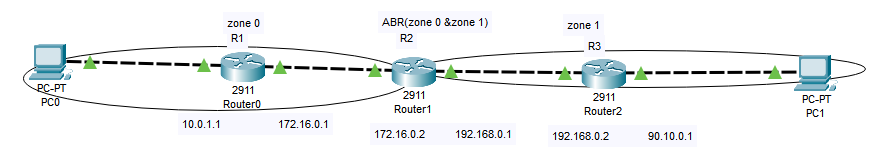 zone 0
R1
ABR(zone 0 &zone 1)
R2
zone 1
R3
PC-PT
PC0
2911
Router0
2911
Router1
2911
Router2
PC-PT
PC1
10.0.1.1
172.16.0.1
172.16.0.2
192.168.0.1
192.168.0.2
90.10.0.1